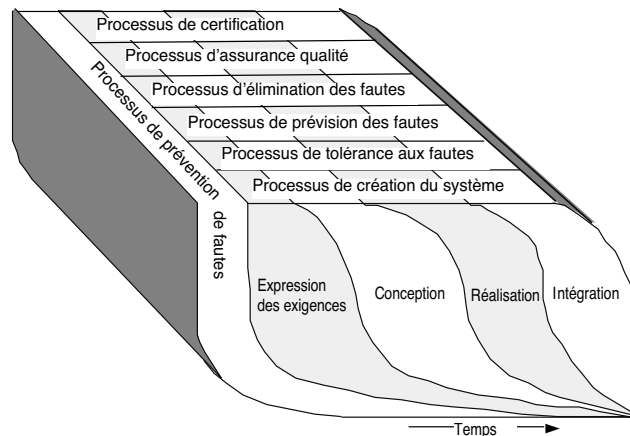 Processus de certification
Processus d'assurance qualité
Processus d'élimination des fautes
Processus de prévision des fautes
Processus de tolérance aux fautes
Processus de création du système
Processus de prévention
de fautes
Expression
des exigences
Conception
Réalisation
Intégration
Temps